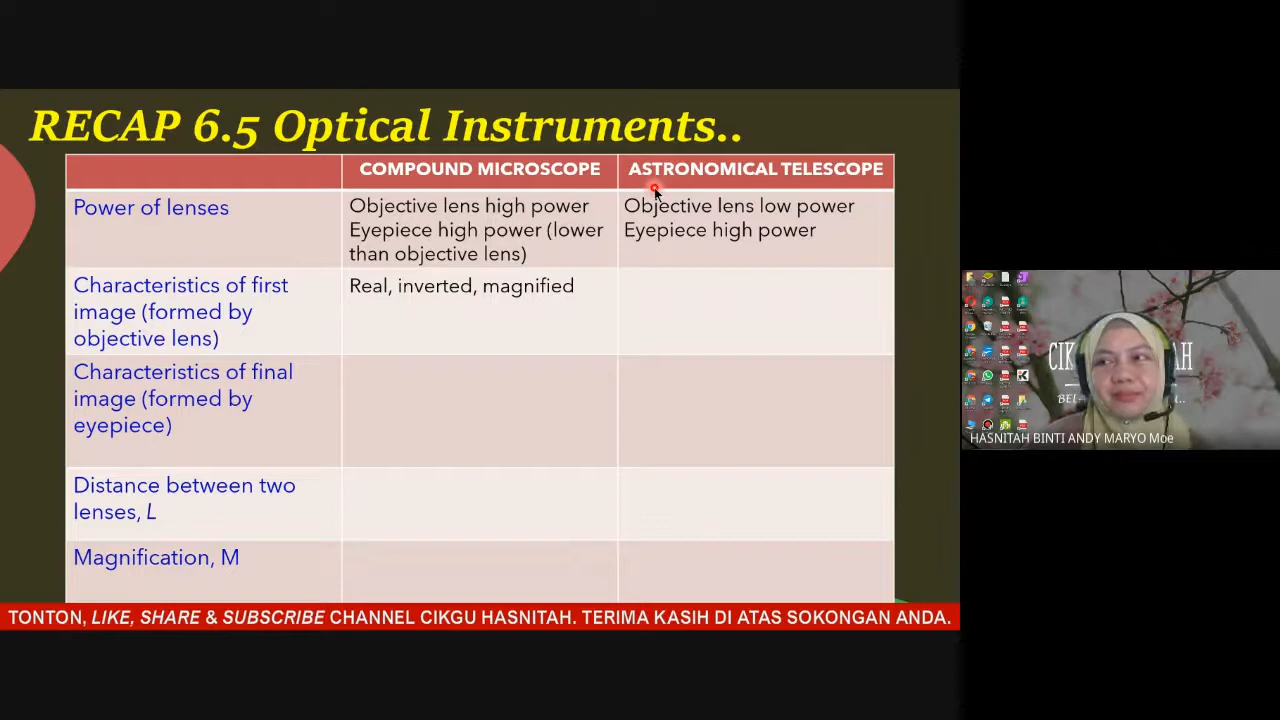 RECAP 6.5 Optical Instruments..
COMPOUND MICROSCOPE
ASTRONOMICAL TELESCOPE
Power of lenses
Objective lens high power
Eyepiece high power (lower
than objective lens)
Objective lens low power
Eyepiece high power
Characteristics of first
image (formed by
objective lens)
Real, inverted, magnified
Characteristics of final
image (formed by
eyepiece)
Distance between two
lenses, L
Magnification, M
TONTON, LIKE, SHARE & SUBSCRIBE CHANNEL CIKGU HASNITAH. TERIMA KASIH DI ATAS SOKONGAN ANDA.
HASNITAH BINTI ANDY MARYO Moe